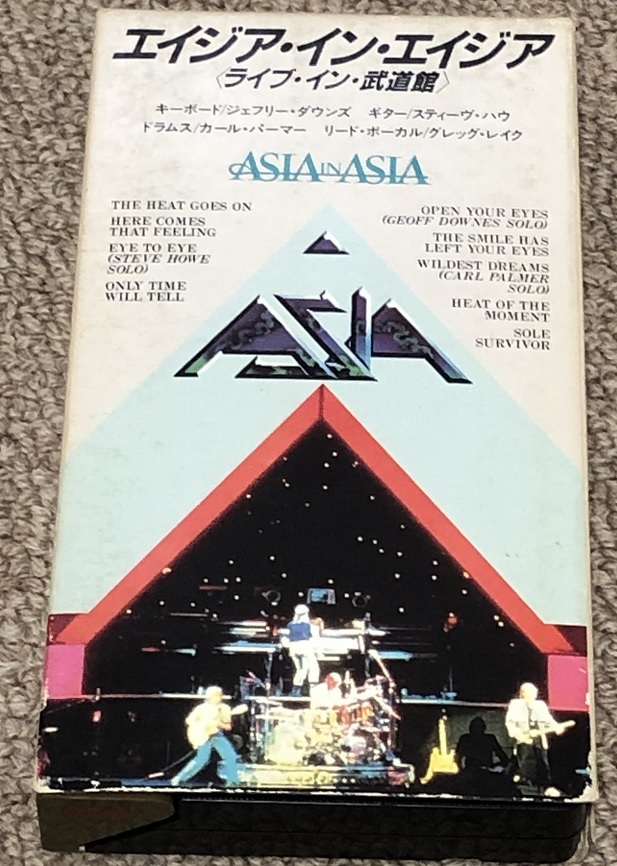 エイジア・イン・エイジア
〈ライブ・イン・武道館〉
キーボード/ジェフリー・ダウンズ ギター/スティーヴ・ハウ
ドラムス/カール・パーマー リード・ボーカル/グレッグ・レイク
ASIA IN ASIA
THE HEAT GOES ON
HERE COMES
THAT FEELING
EYE TO EYE
(STEVE HOWE
SOLO)
ONLY TIME
WILL TELL
OPEN YOUR EYES
(GEOFF DOWNES SOLO)
THE SMILE HAS
LEFT YOUR EYES
WILDEST DREAMS
(CARL PALMER
SOLO)
HEAT OF THE
MOMENT
SOLE
SURVIVOR
ASIA